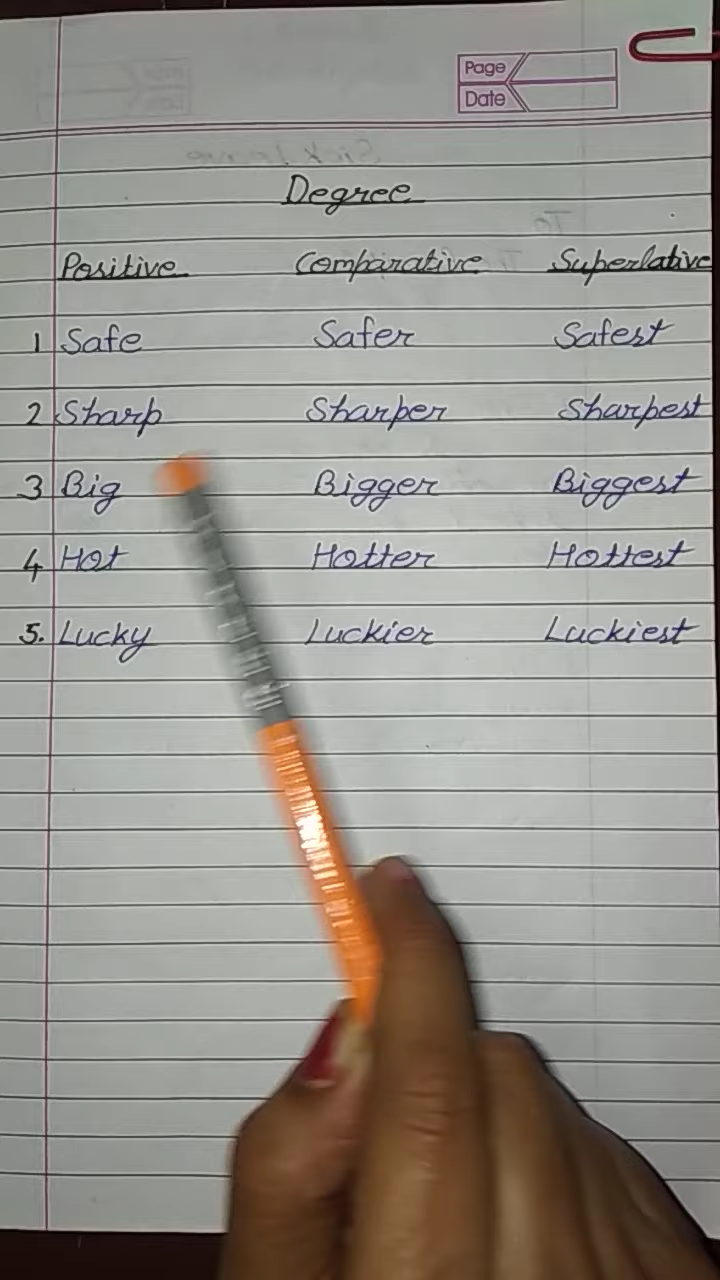 Page
Date
Degree
Positive Comparative Superlative
1 Safe Safer Safest
2 Sharp Sharper Sharpest
3 Big Bigger Biggest
4 Hot Hotter Hottest
5. Lucky Luckier Luckiest